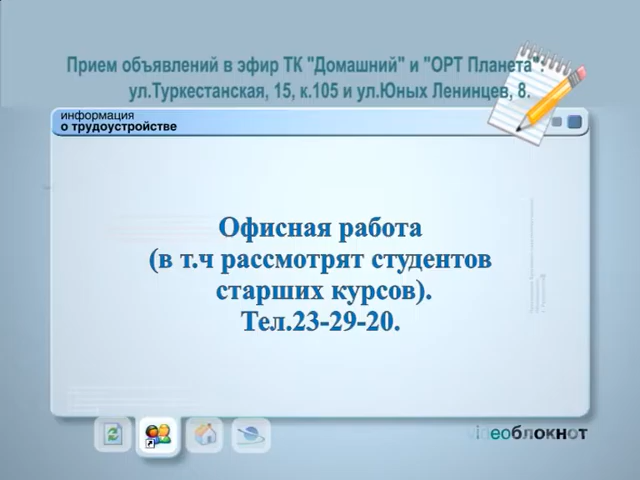 Прием объявлений в эфир ТК "Домашний" и "ОРТ Планета":
ул.Туркестанская, 15, к.105 и ул.Юных Ленинцев, 8.
информация
о трудоустройстве
Офисная работа
(в т.ч рассмотрят студентов
старших курсов).
Тел.23-29-20.
videoблокнот